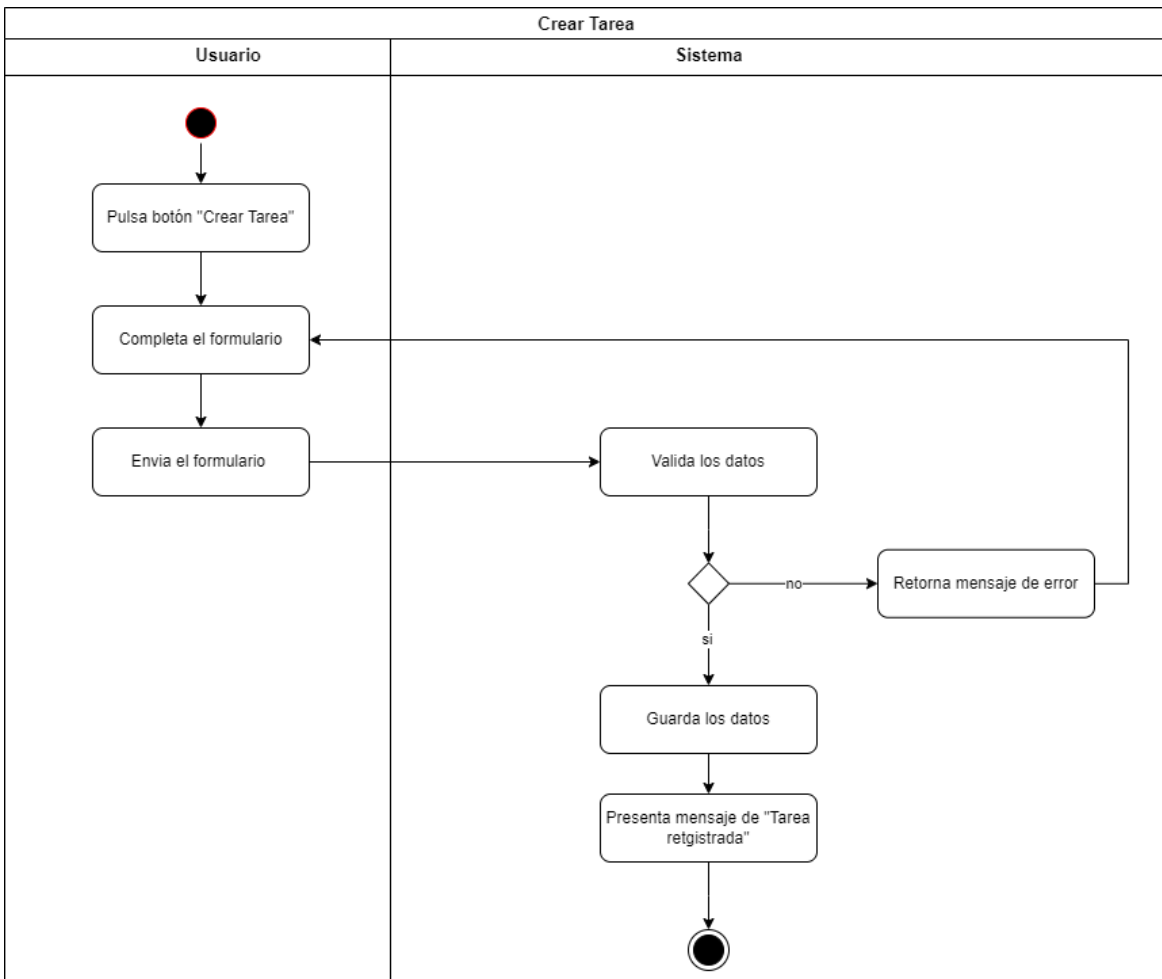 Crear Tarea
Usuario
Sistema
Pulsa botón "Crear Tarea"
Completa el formulario
Envia el formulario
Valida los datos
no
Retorna mensaje de error
si
Guarda los datos
Presenta mensaje de "Tarea
retgistrada"